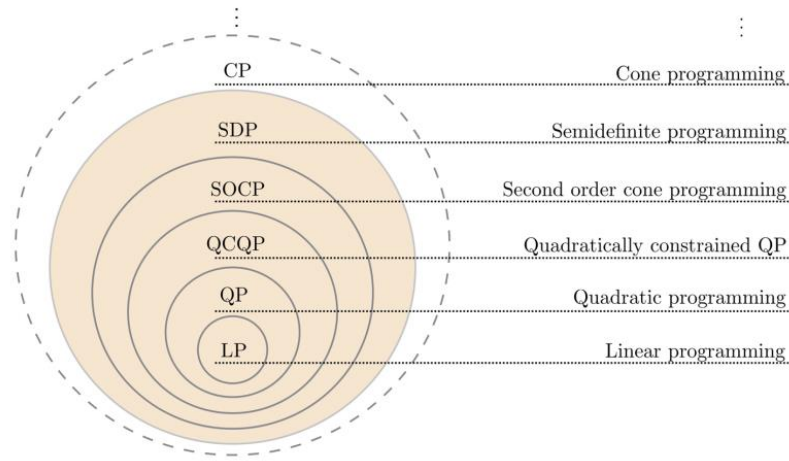 CP Cone programming
SDP Semidefinite programming
SOCP Second order cone programming
QCQP Quadratically constrained QP
QP Quadratic programming
LP Linear programming